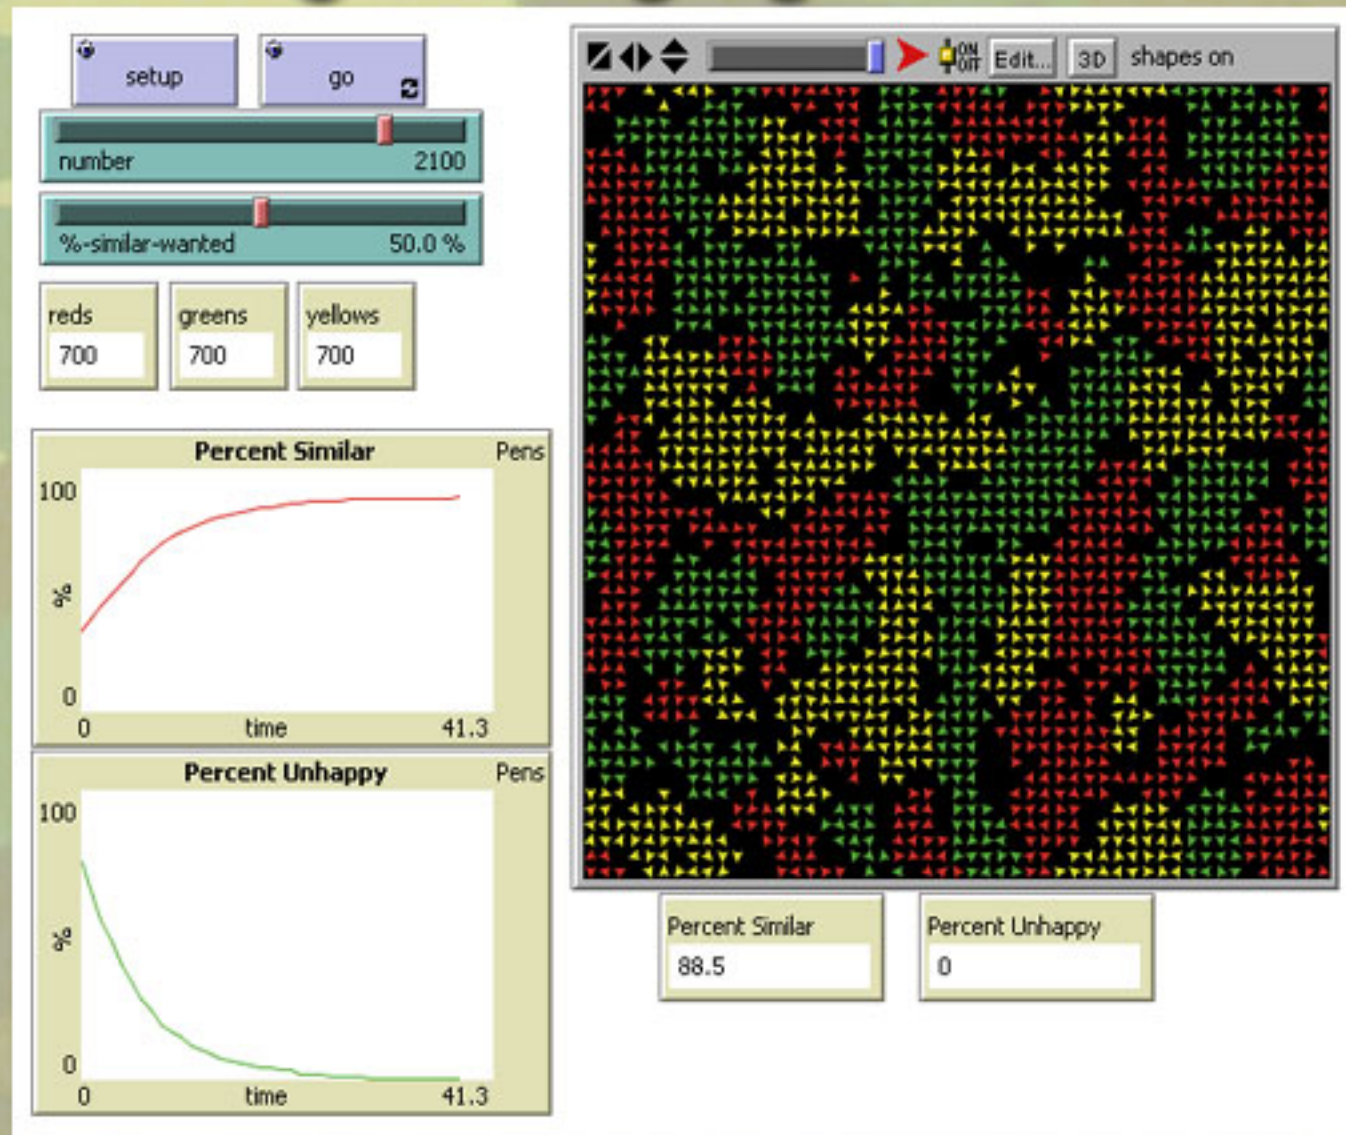 setup
go
number 2100
%-similar-wanted 50.0 %
reds
700
greens
700
yellows
700
Percent Similar Pens
100
%
0
0 time 41.3
Percent Unhappy Pens
100
%
0
0 time 41.3
ON
OFF
Edit...
3D
shapes on
Percent Similar
88.5
Percent Unhappy
0